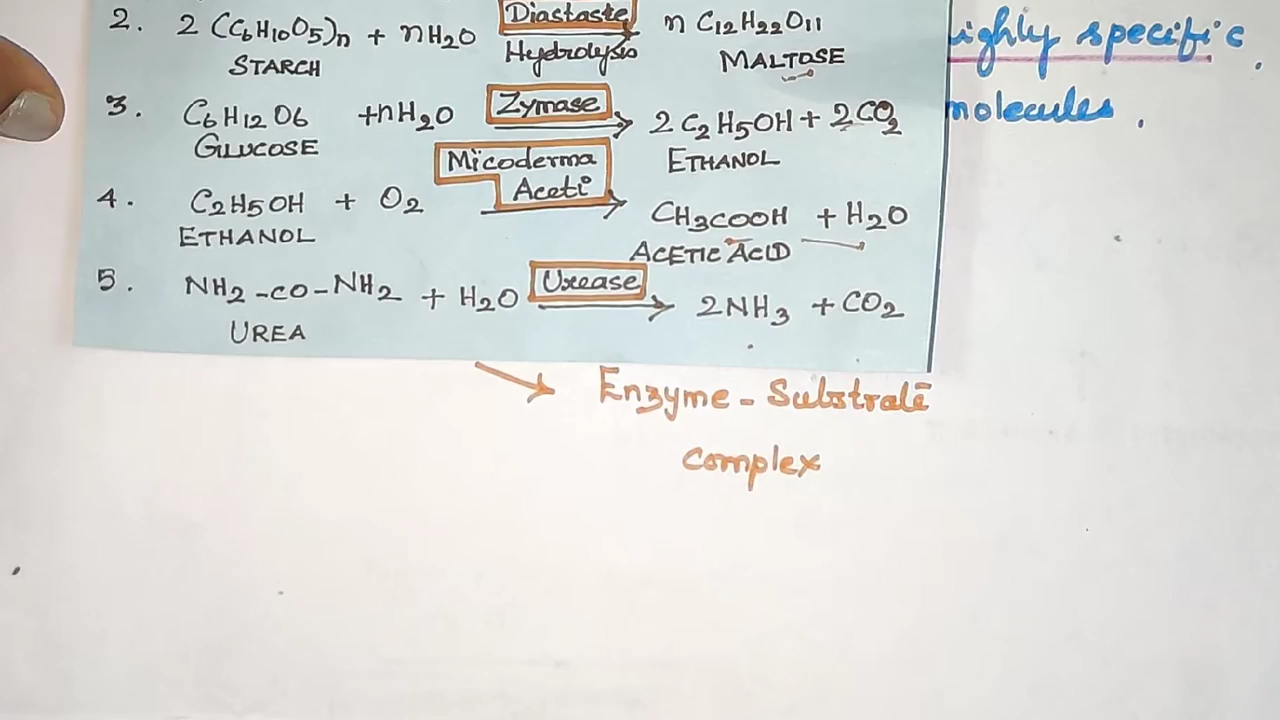 2. 2 (C6H10O5)n + nH2O Diastaste n C12H22O11
Hydrolysis
STARCH MALTOSE
3. C6H12O6 +nH2O Zymase 2 C2H5OH + 2CO2
GLUCOSE ETHANOL
Micoderma
Aceti
4. C2H5OH + O2 CH3COOH + H2O
ETHANOL ACETIC ACID
5. NH2-CO-NH2 + H2O Urease 2NH3 + CO2
UREA
ighly specific.
molecules.
Enzyme - Substrate
complex